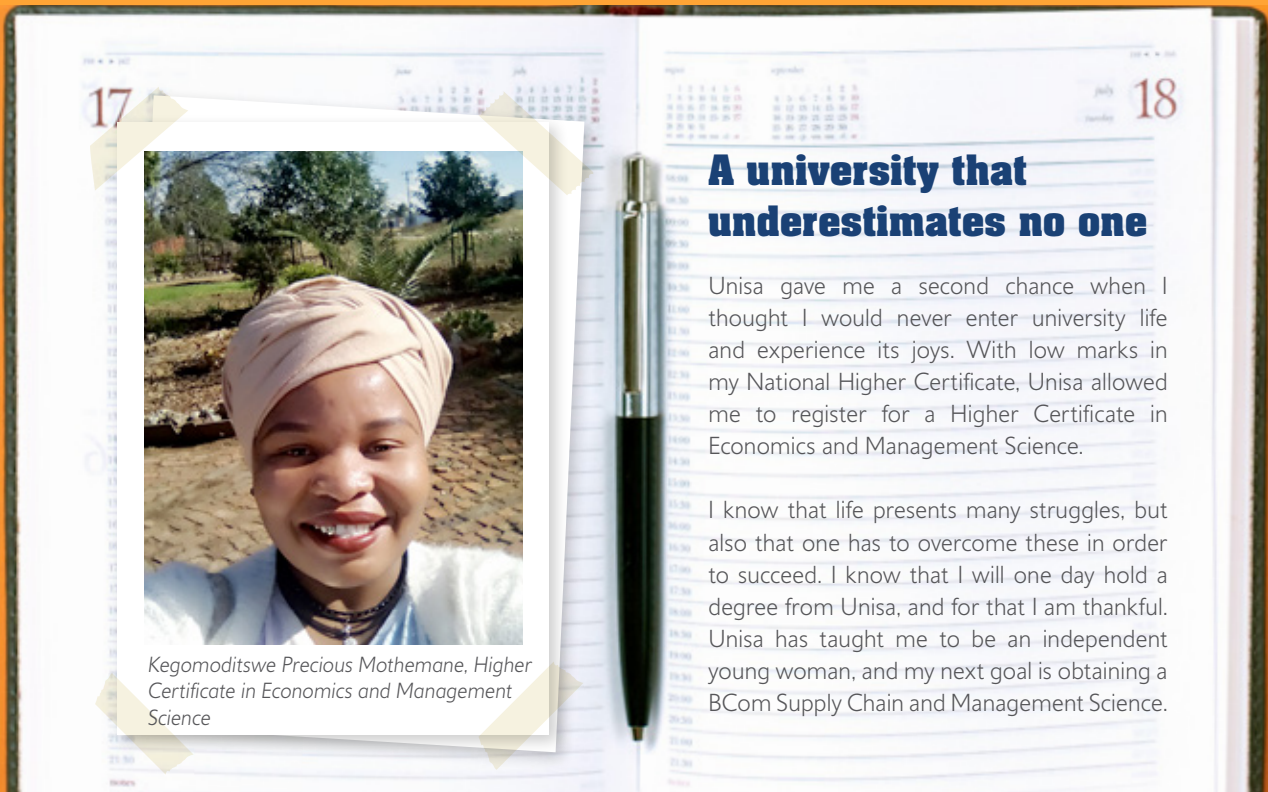 17
Kegomoditswe Precious Mothemane, Higher
Certificate in Economics and Management
Science
july
tuesday
18
A university that
underestimates no one
Unisa gave me a second chance when I
thought I would never enter university life
and experience its joys. With low marks in
my National Higher Certificate, Unisa allowed
me to register for a Higher Certificate in
Economics and Management Science.
I know that life presents many struggles, but
also that one has to overcome these in order
to succeed. I know that I will one day hold a
degree from Unisa, and for that I am thankful.
Unisa has taught me to be an independent
young woman, and my next goal is obtaining a
BCom Supply Chain and Management Science.